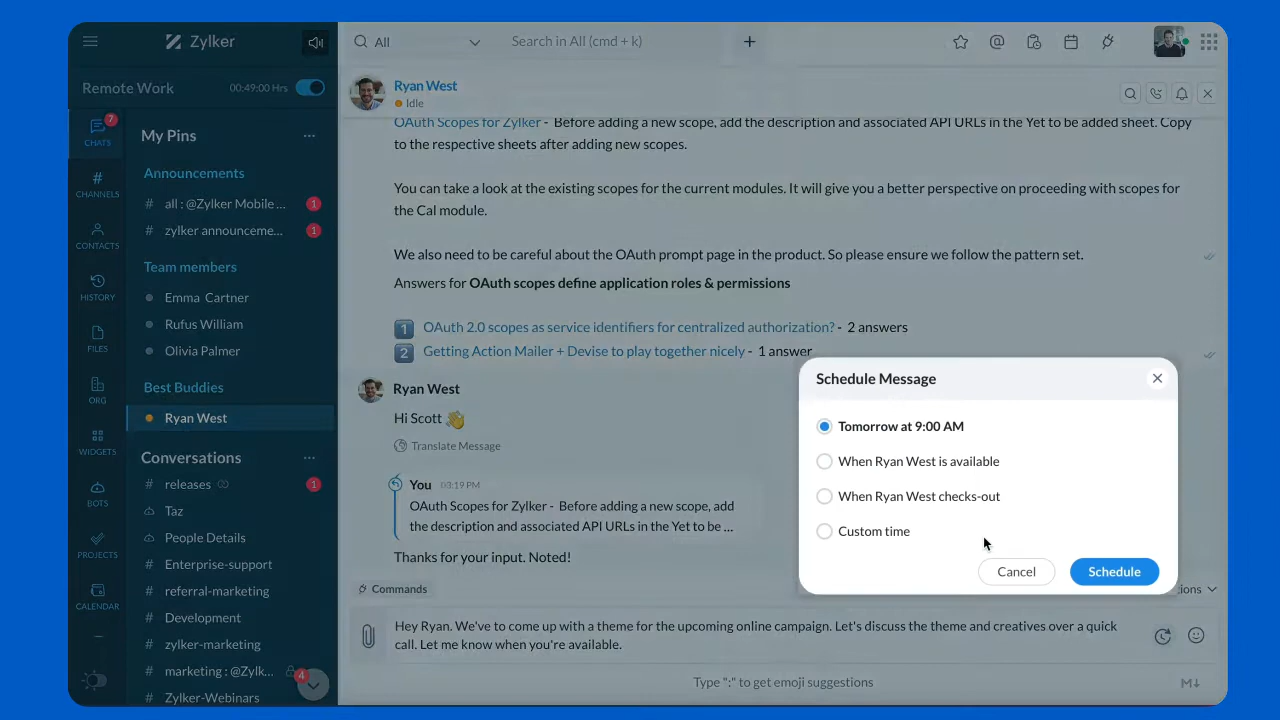 Zylker
All
Search in All (cmd + k)
Remote Work
00:49:00 Hrs
Ryan West
Idle
7
CHATS
CHANNELS
CONTACTS
HISTORY
FILES
ORG
WIDGETS
BOTS
PROJECTS
CALENDAR
My Pins
Announcements
# all : @Zylker Mobile ... 1
# zylker announceme... 1
Team members
Emma Cartner
Rufus William
Olivia Palmer
Best Buddies
Ryan West
Conversations
# releases 1
Taz
People Details
# Enterprise-support
# referral-marketing
# Development
# zylker-marketing
# marketing : @Zylk...
4
# Zylker-Webinars
OAuth Scopes for Zylker - Before adding a new scope, add the description and associated API URLs in the Yet to be added sheet. Copy
to the respective sheets after adding new scopes.
You can take a look at the existing scopes for the current modules. It will give you a better perspective on proceeding with scopes for
the Cal module.
We also need to be careful about the OAuth prompt page in the product. So please ensure we follow the pattern set.
Answers for OAuth scopes define application roles & permissions
1 OAuth 2.0 scopes as service identifiers for centralized authorization? - 2 answers
2 Getting Action Mailer + Devise to play together nicely - 1 answer
Ryan West
Hi Scott 👋
Translate Message
You 03:19 PM
OAuth Scopes for Zylker - Before adding a new scope, add
the description and associated API URLs in the Yet to be ...
Thanks for your input. Noted!
Schedule Message
Tomorrow at 9:00 AM
When Ryan West is available
When Ryan West checks-out
Custom time
Cancel
Schedule
Commands
Hey Ryan. We've to come up with a theme for the upcoming online campaign. Let's discuss the theme and creatives over a quick
call. Let me know when you're available.
Type ":" to get emoji suggestions
M↓